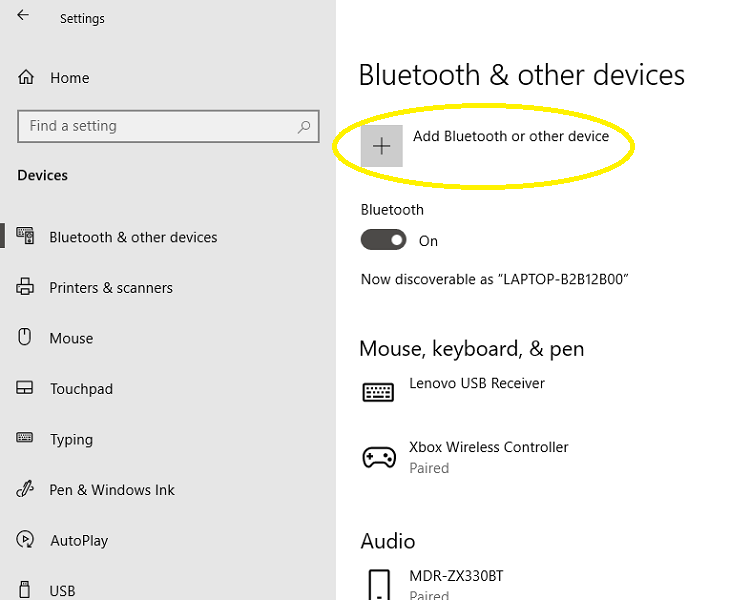 Settings
Home
Find a setting
Devices
Bluetooth & other devices
Printers & scanners
Mouse
Touchpad
Typing
Pen & Windows Ink
AutoPlay
USB
Bluetooth & other devices
Add Bluetooth or other device
Bluetooth
On
Now discoverable as “LAPTOP-B2B12B00”
Mouse, keyboard, & pen
Lenovo USB Receiver
Xbox Wireless Controller
Paired
Audio
MDR-ZX330BT
Paired